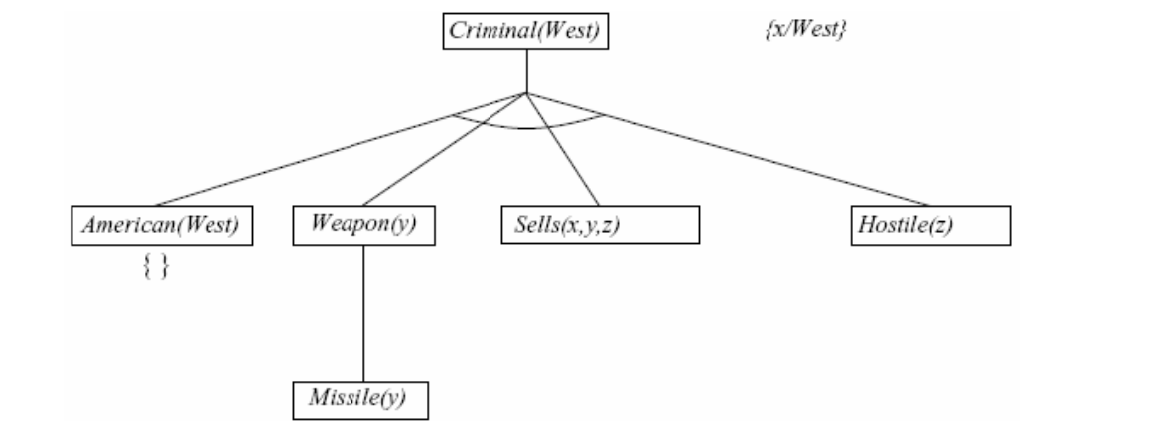 Criminal(West) {x/West}
American(West) Weapon(y) Sells(x,y,z) Hostile(z)
{ }
Missile(y)